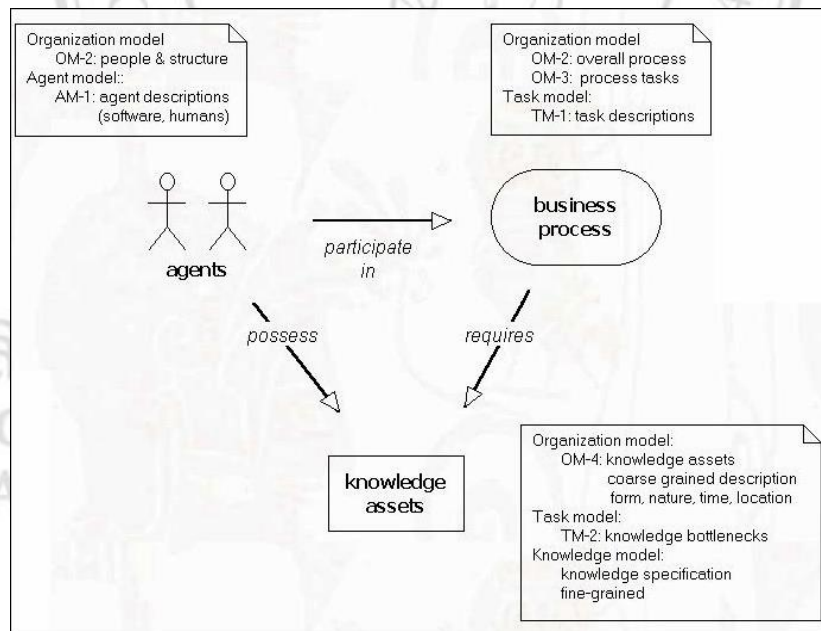 Organization model
OM-2: people & structure
Agent model::
AM-1: agent descriptions
(software, humans)
Organization model
OM-2: overall process
OM-3: process tasks
Task model:
TM-1: task descriptions
agents
participate
in
business
process
possess
requires
knowledge
assets
Organization model:
OM-4: knowledge assets
coarse grained description
form, nature, time, location
Task model:
TM-2: knowledge bottlenecks
Knowledge model:
knowledge specification
fine-grained